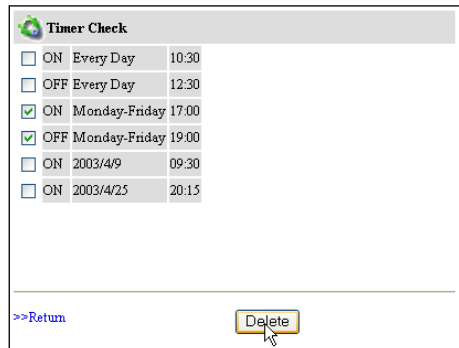 Timer Check
ON Every Day 10:30
OFF Every Day 12:30
ON Monday-Friday 17:00
OFF Monday-Friday 19:00
ON 2003/4/9 09:30
ON 2003/4/25 20:15
>>Return Delete